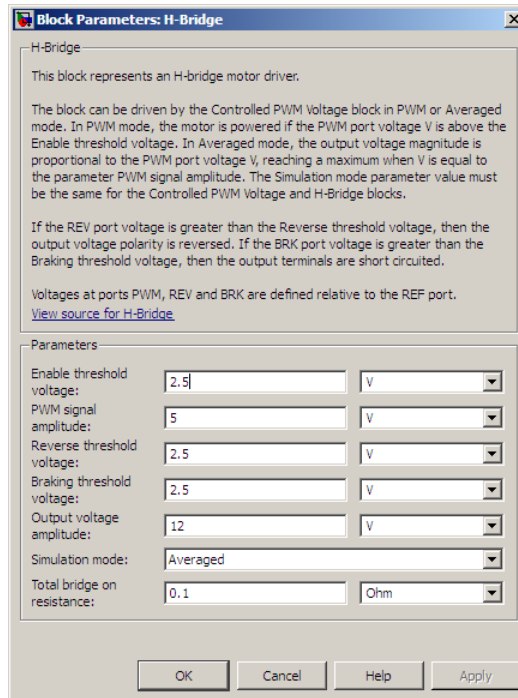 Block Parameters: H-Bridge
H-Bridge
This block represents an H-bridge motor driver.
The block can be driven by the Controlled PWM Voltage block in PWM or Averaged
mode. In PWM mode, the motor is powered if the PWM port voltage V is above the
Enable threshold voltage. In Averaged mode, the output voltage magnitude is
proportional to the PWM port voltage V, reaching a maximum when V is equal to
the parameter PWM signal amplitude. The Simulation mode parameter value must
be the same for the Controlled PWM Voltage and H-Bridge blocks.
If the REV port voltage is greater than the Reverse threshold voltage, then the
output voltage polarity is reversed. If the BRK port voltage is greater than the
Braking threshold voltage, then the output terminals are short circuited.
Voltages at ports PWM, REV and BRK are defined relative to the REF port.
View source for H-Bridge
Parameters
Enable threshold
voltage:
2.5
V
PWM signal
amplitude:
5
V
Reverse threshold
voltage:
2.5
V
Braking threshold
voltage:
2.5
V
Output voltage
amplitude:
12
V
Simulation mode:
Averaged
Total bridge on
resistance:
0.1
Ohm
OK
Cancel
Help
Apply